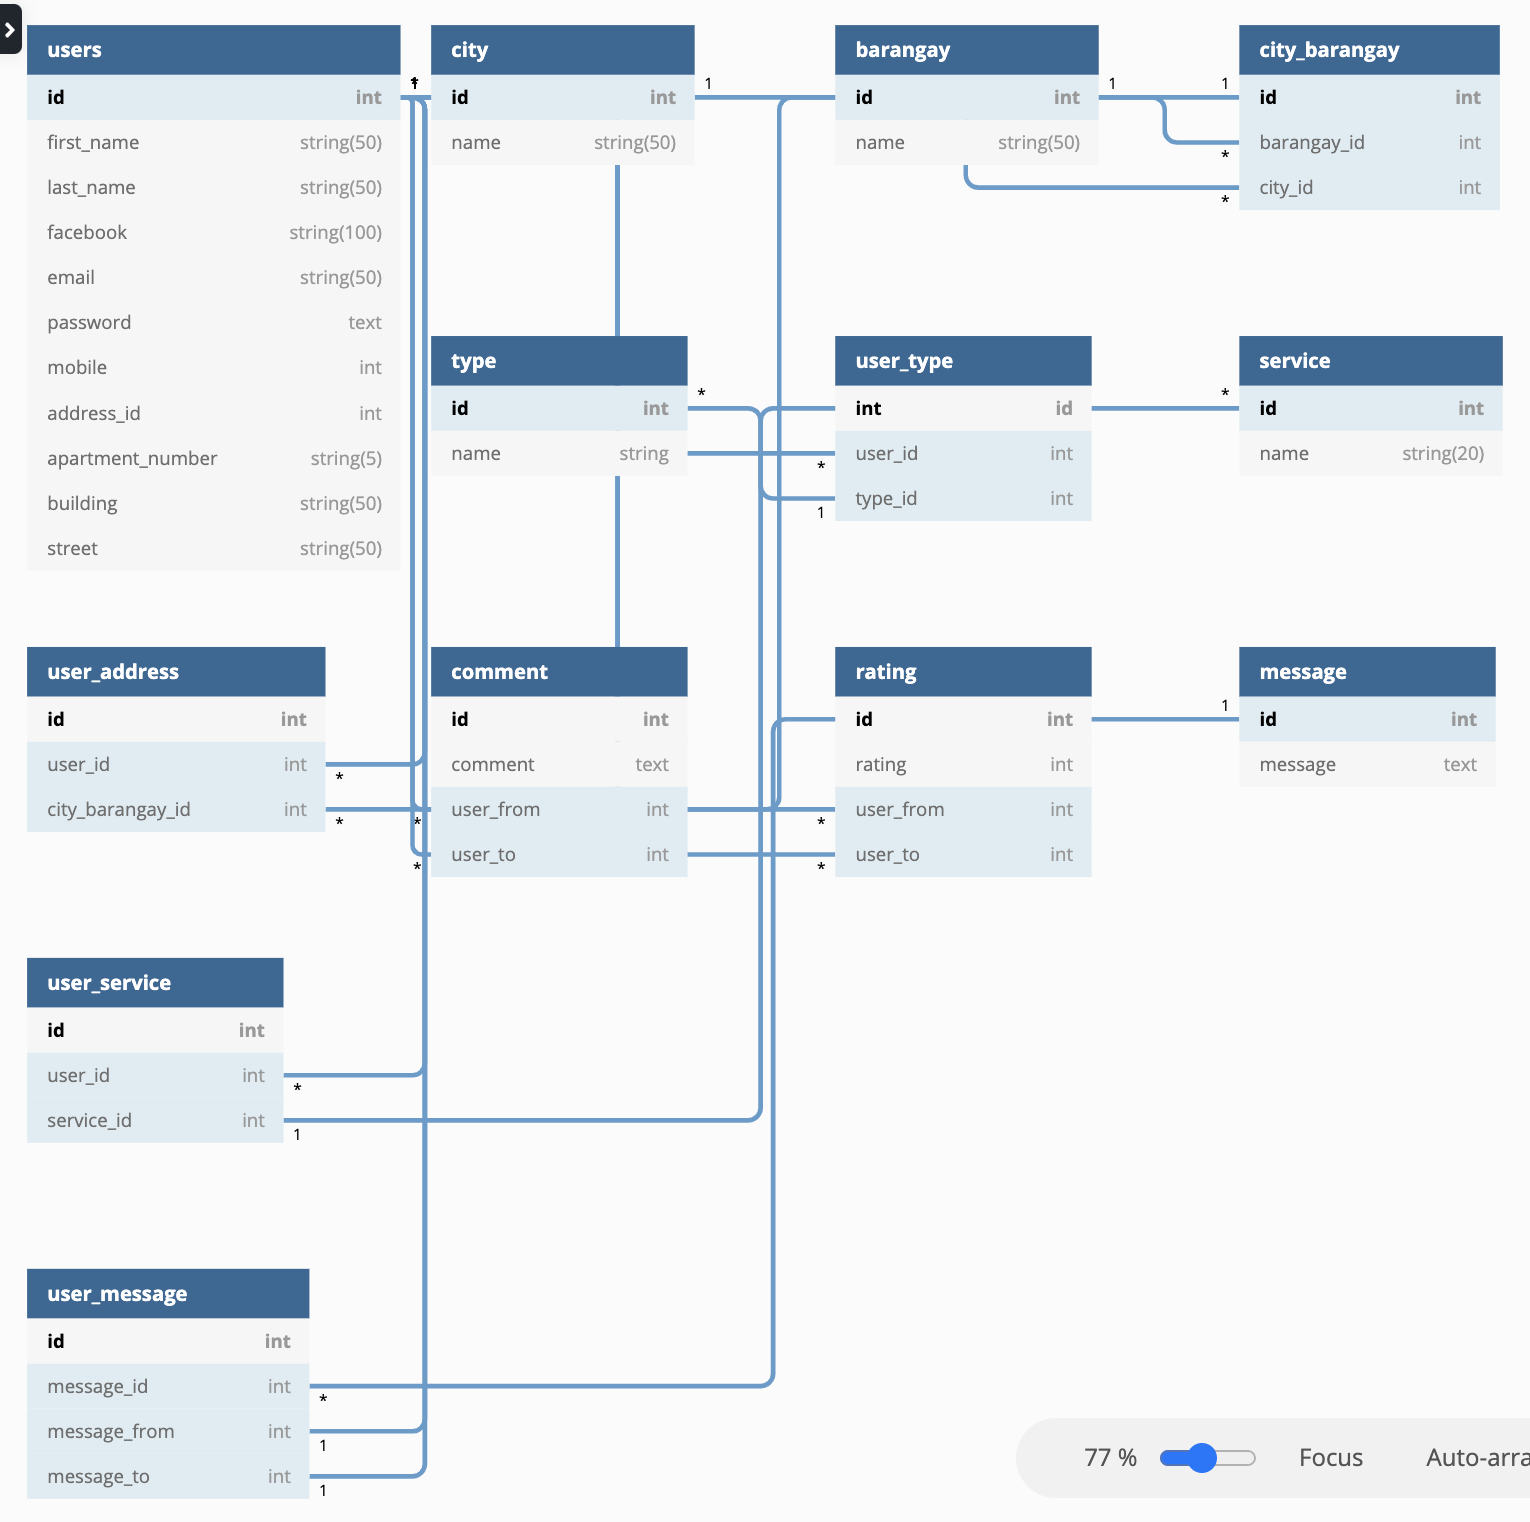 users
id int
first_name string(50)
last_name string(50)
facebook string(100)
email string(50)
password text
mobile int
address_id int
apartment_number string(5)
building string(50)
street string(50)
1
city
id int
name string(50)
1
barangay
id int
name string(50)
1
1
*
*
city_barangay
id int
barangay_id int
city_id int
type
id int
name string
*
*
1
user_type
int id
user_id int
type_id int
*
service
id int
name string(20)
user_address
id int
user_id int
city_barangay_id int
*
*
*
*
comment
id int
comment text
user_from int
user_to int
*
*
rating
id int
rating int
user_from int
user_to int
1
message
id int
message text
user_service
id int
user_id int
service_id int
*
1
user_message
id int
message_id int
message_from int
message_to int
*
1
1
77 % Focus Auto-arra